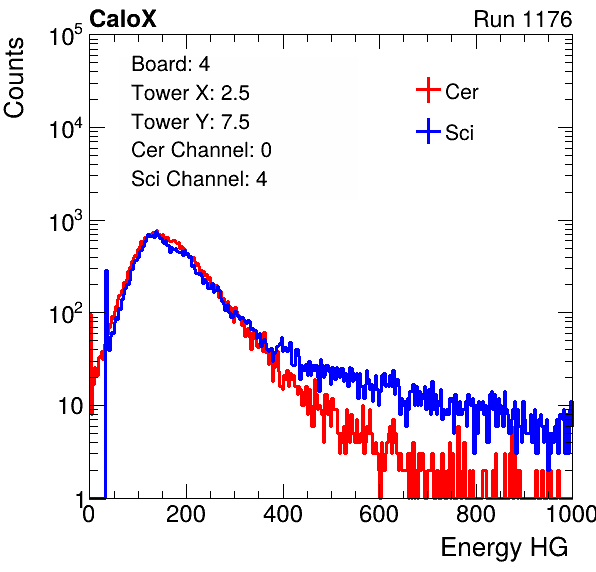 CaloX Run 1176
Counts
Board: 4
Tower X: 2.5
Tower Y: 7.5
Cer Channel: 0
Sci Channel: 4
Cer
Sci
10^5
10^4
10^3
10^2
10
1
0 200 400 600 800 1000
Energy HG